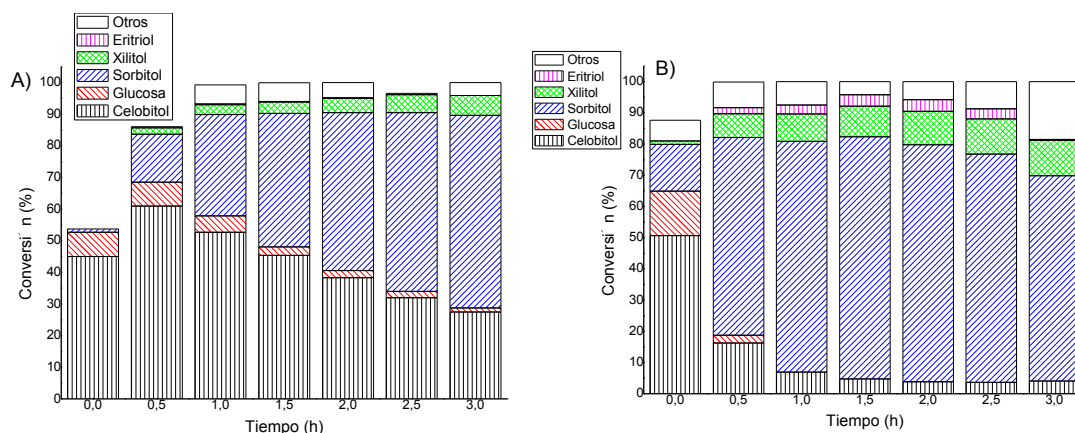 A)
Otros
Eritriol
Xilitol
Sorbitol
Glucosa
Celobitol
Conversi´ n (%)
100
90
80
70
60
50
40
30
20
10
0
0,0 0,5 1,0 1,5 2,0 2,5 3,0
Tiempo (h)
B)
Otros
Eritriol
Xilitol
Sorbitol
Glucosa
Celobitol
Conversi´ n (%)
100
90
80
70
60
50
40
30
20
10
0
0,0 0,5 1,0 1,5 2,0 2,5 3,0
Tiempo (h)